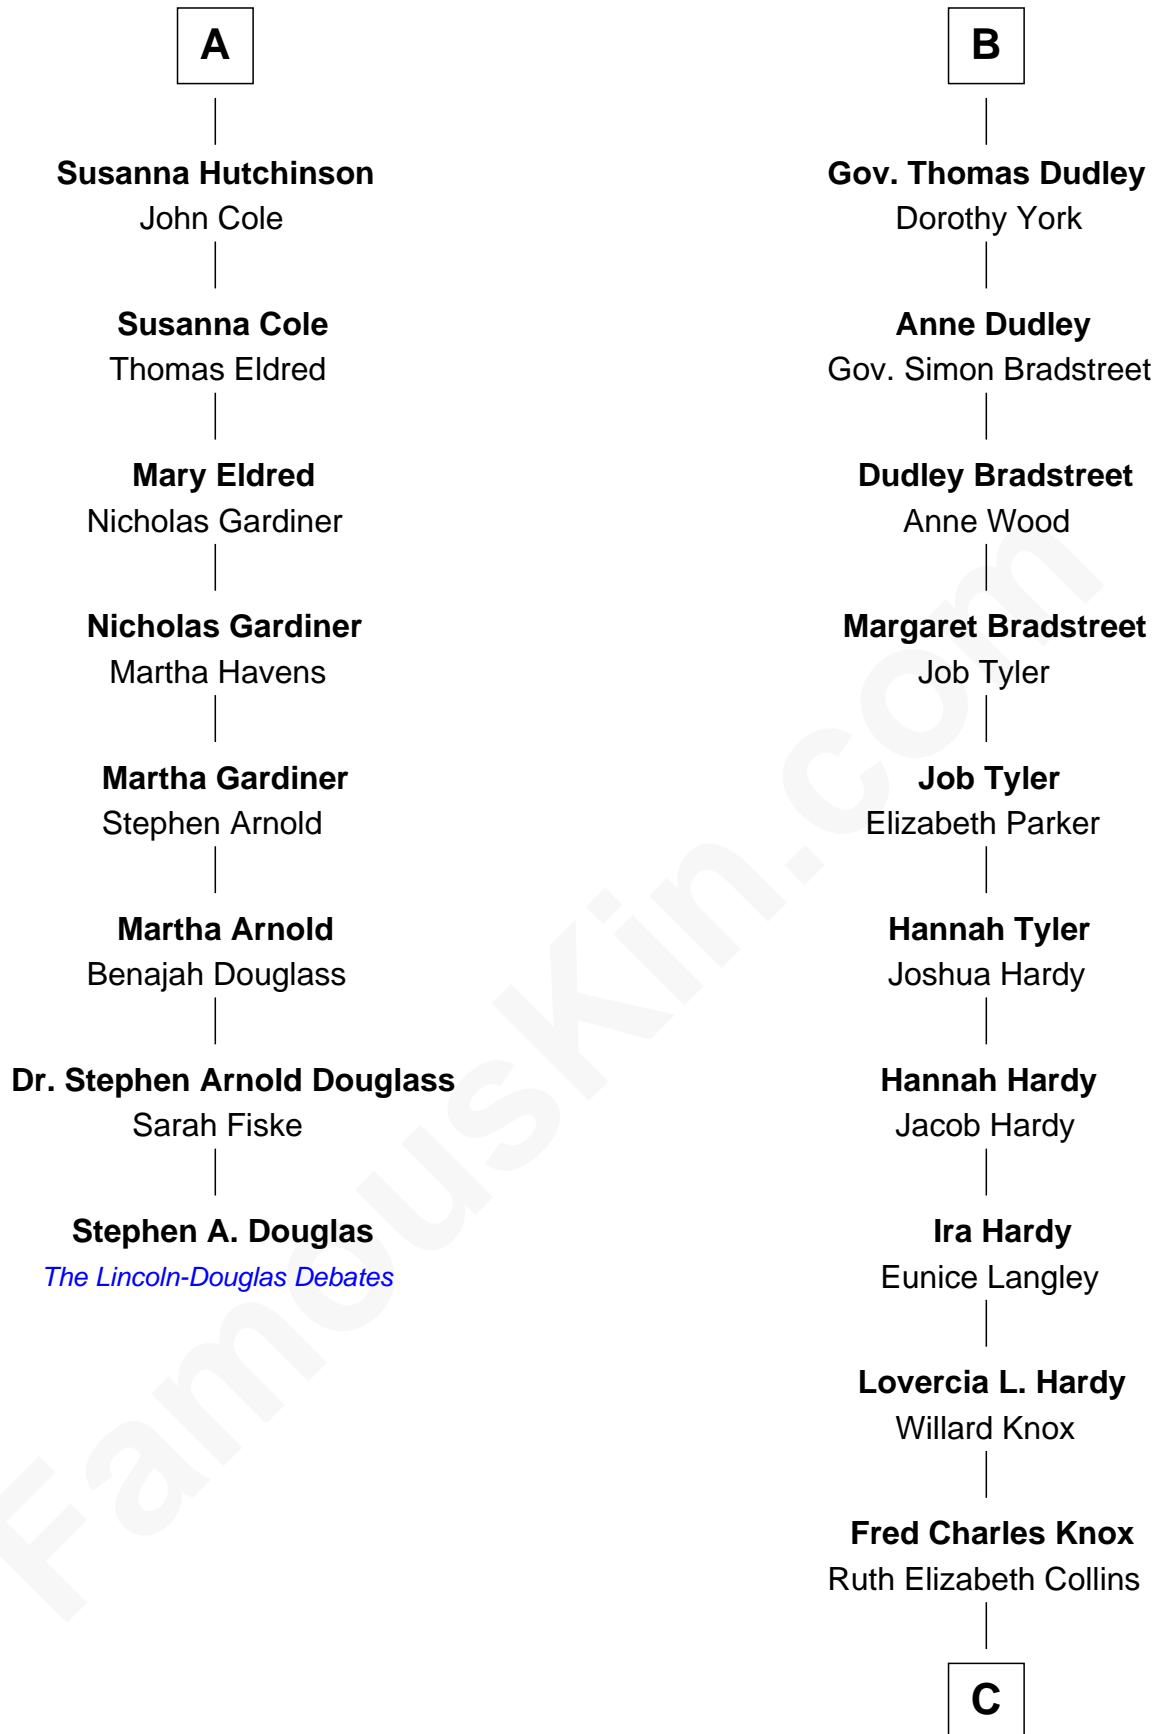 A
Susanna Hutchinson
John Cole
Susanna Cole
Thomas Eldred
Mary Eldred
Nicholas Gardiner
Nicholas Gardiner
Martha Havens
Martha Gardiner
Stephen Arnold
Martha Arnold
Benajah Douglass
Dr. Stephen Arnold Douglass
Sarah Fiske
Stephen A. Douglas
The Lincoln-Douglas Debates
B
Gov. Thomas Dudley
Dorothy York
Anne Dudley
Gov. Simon Bradstreet
Dudley Bradstreet
Anne Wood
Margaret Bradstreet
Job Tyler
Job Tyler
Elizabeth Parker
Hannah Tyler
Joshua Hardy
Hannah Hardy
Jacob Hardy
Ira Hardy
Eunice Langley
Lovercia L. Hardy
Willard Knox
Fred Charles Knox
Ruth Elizabeth Collins
C
FamousKin.com